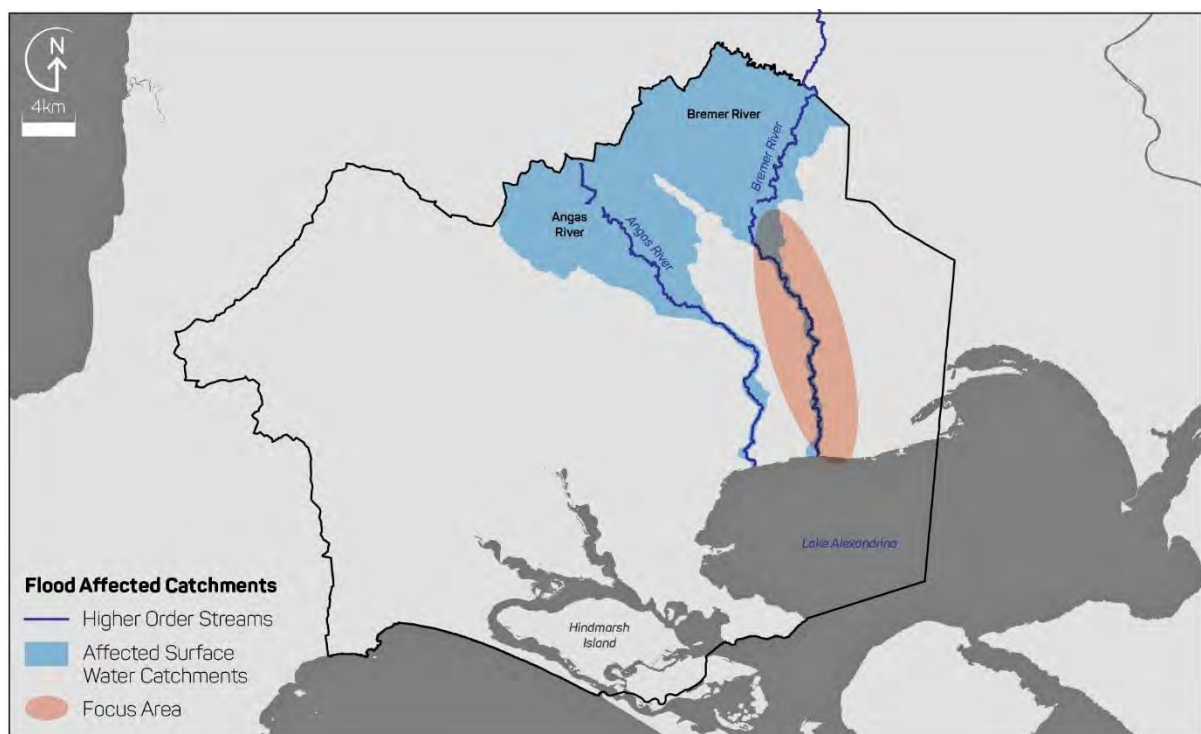 N
4km
Bremer River
Bremer River
Angas
River
Angas River
Lake Alexandrina
Hindmarsh
Island
Flood Affected Catchments
Higher Order Streams
Affected Surface
Water Catchments
Focus Area